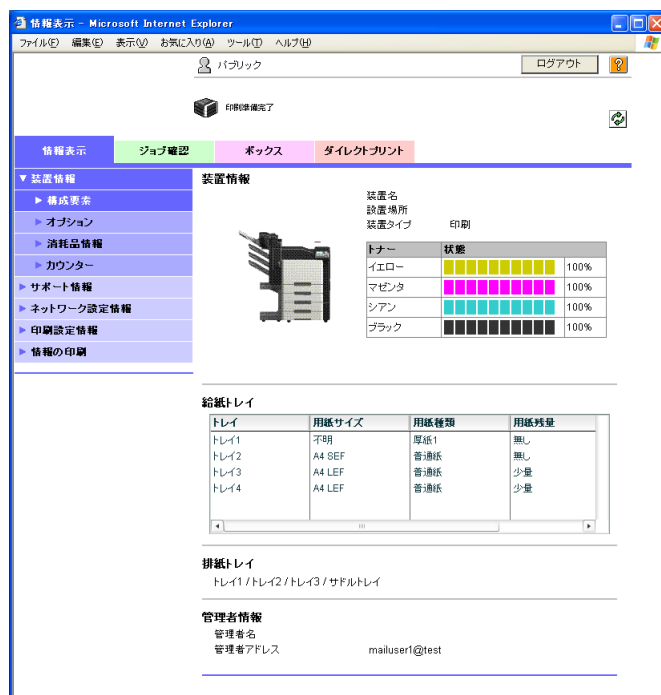 情報表示 - Microsoft Internet Explorer
ファイル(F) 編集(E) 表示(V) お気に入り(A) ツール(T) ヘルプ(H)
パブリック ログアウト ?
印刷準備完了
情報表示 ジョブ確認 ボックス ダイレクトプリント
▼装置情報
▶構成要素
▶オプション
▶消耗品情報
▶カウンター
▶サポート情報
▶ネットワーク設定情報
▶印刷設定情報
▶情報の印刷
装置情報
装置名
設置場所
装置タイプ 印刷
トナー 状態
イエロー 100%
マゼンタ 100%
シアン 100%
ブラック 100%
給紙トレイ
トレイ 用紙サイズ 用紙種類 用紙残量
トレイ1 不明 厚紙1 無し
トレイ2 A4 SEF 普通紙 無し
トレイ3 A4 LEF 普通紙 少量
トレイ4 A4 LEF 普通紙 少量
排紙トレイ
トレイ1 / トレイ2 / トレイ3 / サドルトレイ
管理者情報
管理者名
管理者アドレス mailuser1@test